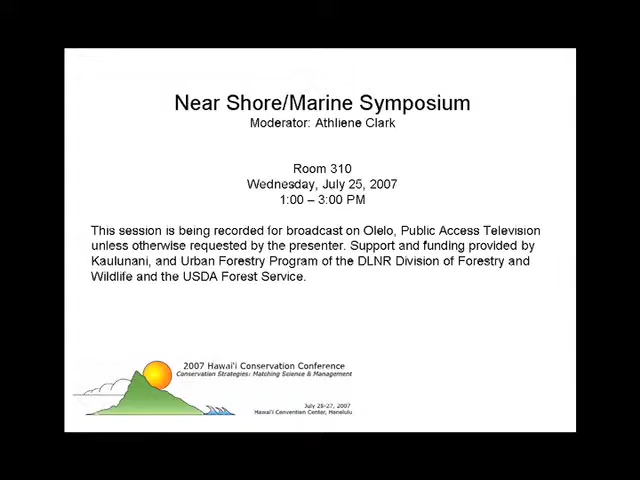 Near Shore/Marine Symposium
Moderator: Athliene Clark
Room 310
Wednesday, July 25, 2007
1:00 – 3:00 PM
This session is being recorded for broadcast on Olelo, Public Access Television
unless otherwise requested by the presenter. Support and funding provided by
Kaulunani, and Urban Forestry Program of the DLNR Division of Forestry and
Wildlife and the USDA Forest Service.
2007 Hawai'i Conservation Conference
Conservation Strategies: Matching Science & Management
July 25-27, 2007
Hawai'i Convention Center, Honolulu